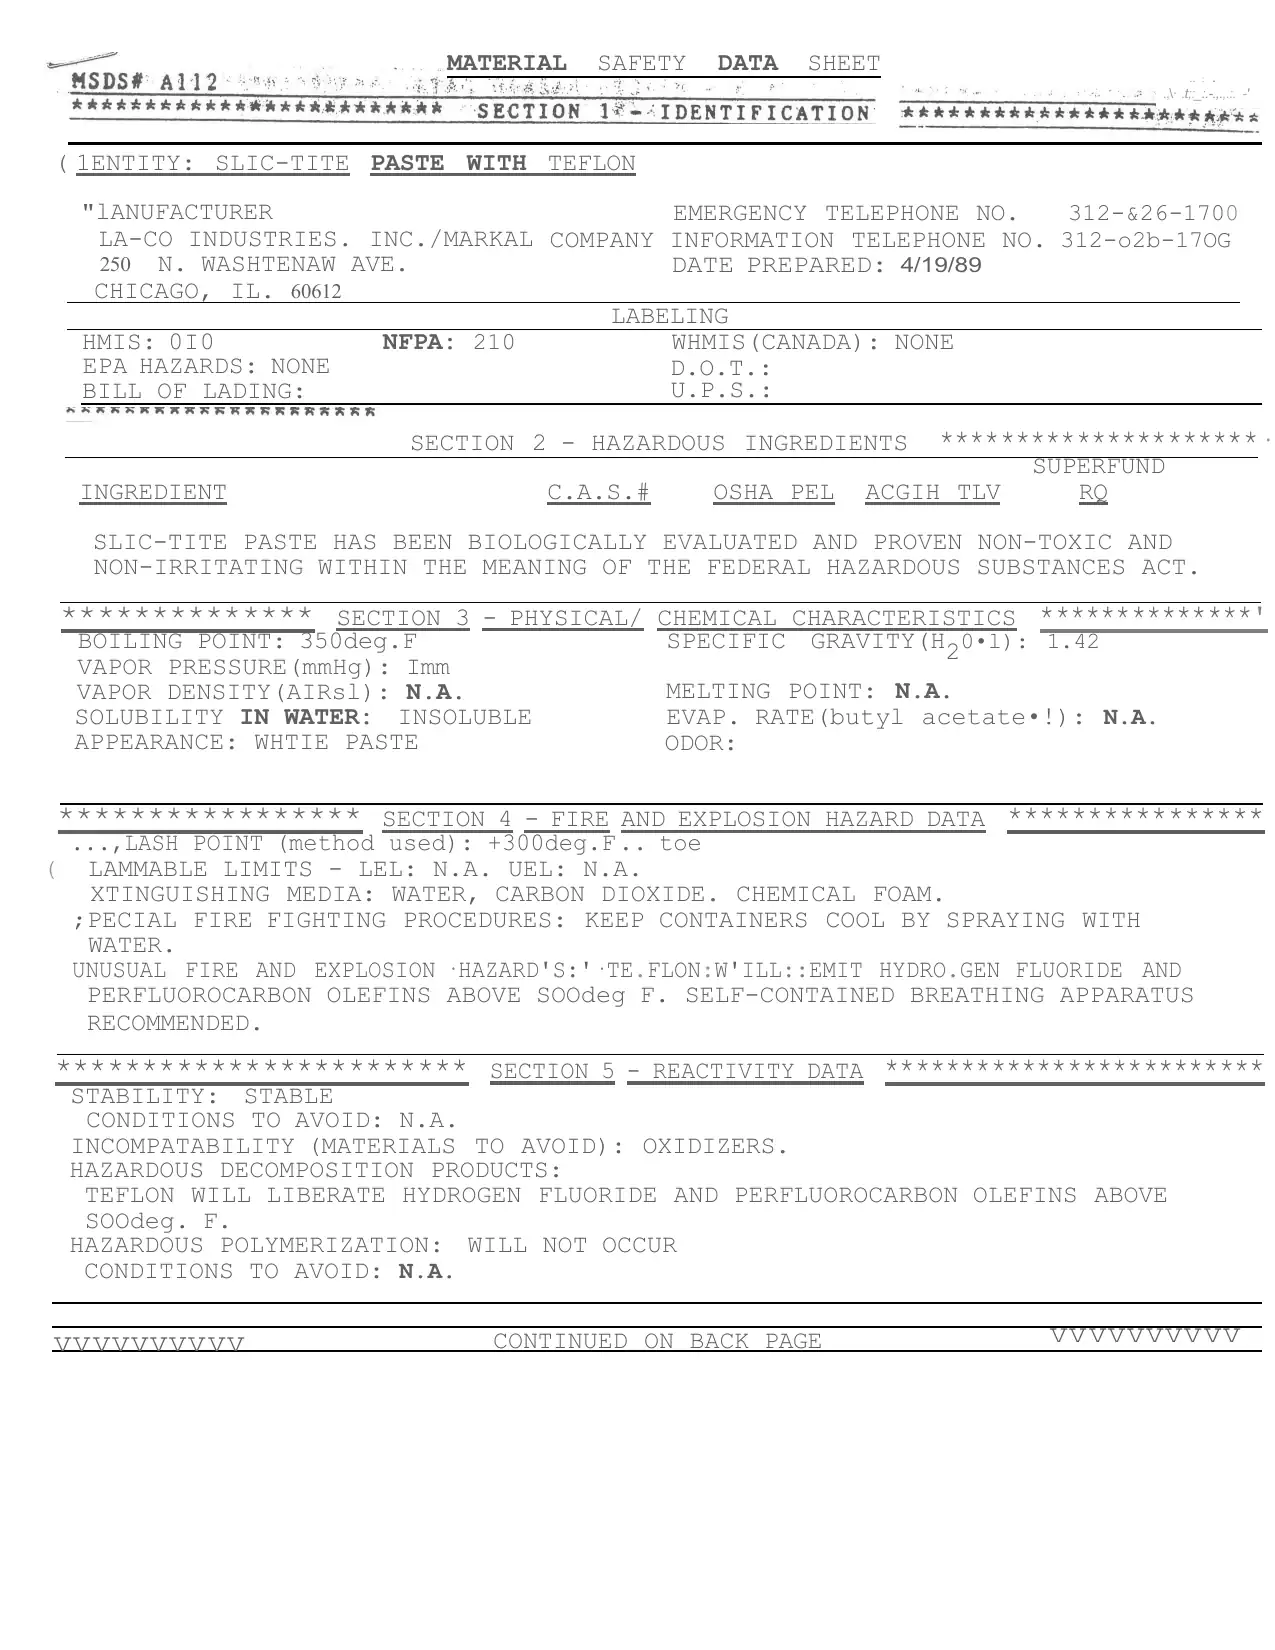 MATERIAL SAFETY DATA SHEET
MSDS# A112
************************ SECTION 1 - IDENTIFICATION ***********************
( 1ENTITY: SLIC-TITE PASTE WITH TEFLON
"lANUFACTURER EMERGENCY TELEPHONE NO. 312-&26-1700
LA-CO INDUSTRIES. INC./MARKAL COMPANY INFORMATION TELEPHONE NO. 312-o2b-17OG
250 N. WASHTENAW AVE. DATE PREPARED: 4/19/89
CHICAGO, IL. 60612
LABELING
HMIS: 0I0 NFPA: 210 WHMIS(CANADA): NONE
EPA HAZARDS: NONE D.O.T.:
BILL OF LADING: U.P.S.:
*********************
SECTION 2 - HAZARDOUS INGREDIENTS *********************
SUPERFUND
INGREDIENT C.A.S.# OSHA PEL ACGIH TLV RQ
SLIC-TITE PASTE HAS BEEN BIOLOGICALLY EVALUATED AND PROVEN NON-TOXIC AND
NON-IRRITATING WITHIN THE MEANING OF THE FEDERAL HAZARDOUS SUBSTANCES ACT.
************** SECTION 3 - PHYSICAL/ CHEMICAL CHARACTERISTICS **************'
BOILING POINT: 350deg.F SPECIFIC GRAVITY(H20•l): 1.42
VAPOR PRESSURE(mmHg): Imm
VAPOR DENSITY(AIRsl): N.A. MELTING POINT: N.A.
SOLUBILITY IN WATER: INSOLUBLE EVAP. RATE(butyl acetate•!): N.A.
APPEARANCE: WHTIE PASTE ODOR:
***************** SECTION 4 - FIRE AND EXPLOSION HAZARD DATA ****************
...,LASH POINT (method used): +300deg.F.. toe
( LAMMABLE LIMITS - LEL: N.A. UEL: N.A.
XTINGUISHING MEDIA: WATER, CARBON DIOXIDE. CHEMICAL FOAM.
;PECIAL FIRE FIGHTING PROCEDURES: KEEP CONTAINERS COOL BY SPRAYING WITH
WATER.
UNUSUAL FIRE AND EXPLOSION ·HAZARD'S:'·TE.FLON:W'ILL::EMIT HYDRO.GEN FLUORIDE AND
PERFLUOROCARBON OLEFINS ABOVE SOOdeg F. SELF-CONTAINED BREATHING APPARATUS
RECOMMENDED.
************************ SECTION 5 - REACTIVITY DATA *************************
STABILITY: STABLE
CONDITIONS TO AVOID: N.A.
INCOMPATABILITY (MATERIALS TO AVOID): OXIDIZERS.
HAZARDOUS DECOMPOSITION PRODUCTS:
TEFLON WILL LIBERATE HYDROGEN FLUORIDE AND PERFLUOROCARBON OLEFINS ABOVE
SOOdeg. F.
HAZARDOUS POLYMERIZATION: WILL NOT OCCUR
CONDITIONS TO AVOID: N.A.
VVVVVVVVVV CONTINUED ON BACK PAGE VVVVVVVVVV